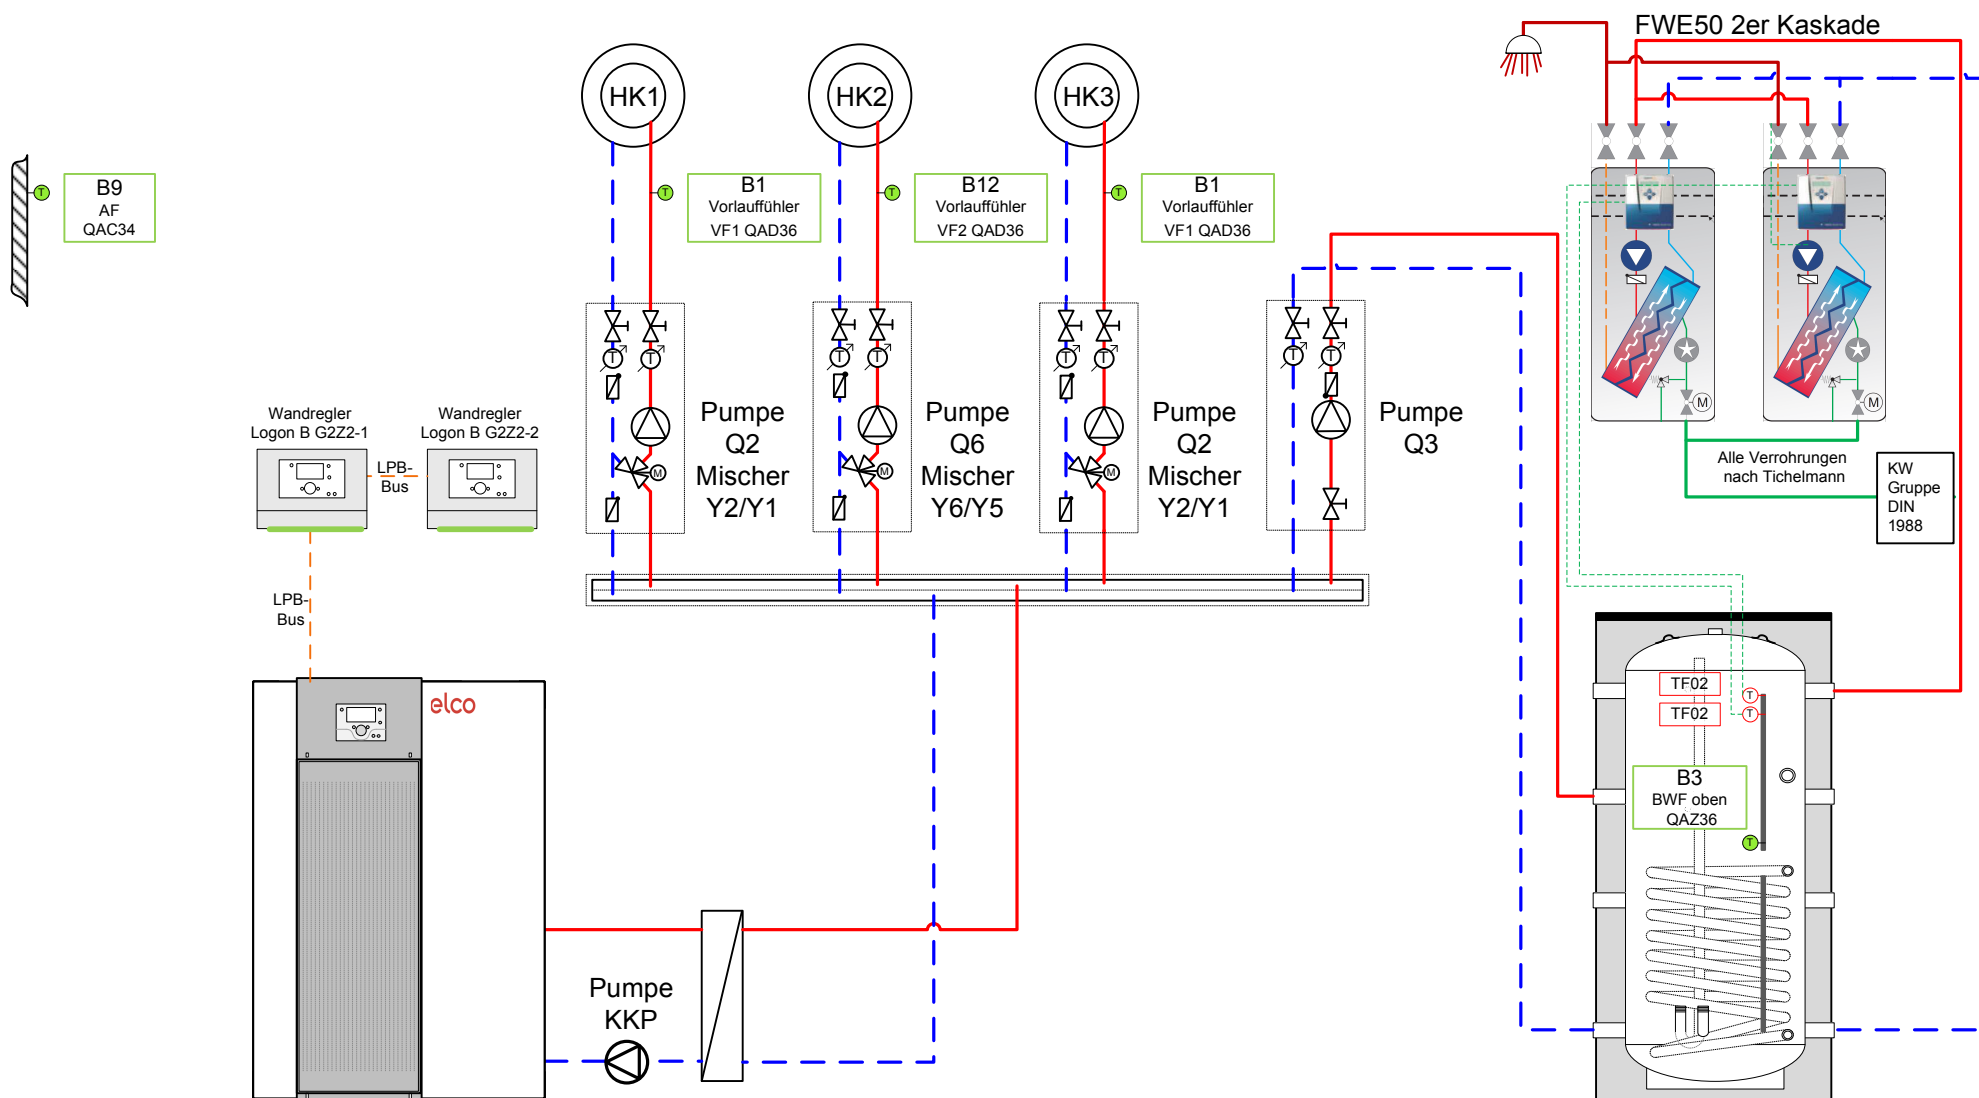 FWE50 2er Kaskade
HK1
HK2
HK3
T
B9
AF
QAC34
T
B1
Vorlauffühler
VF1 QAD36
T
B12
Vorlauffühler
VF2 QAD36
T
B1
Vorlauffühler
VF1 QAD36
T
T
T
T
T
T
T
T
Pumpe
Q2
Mischer
Y2/Y1
M
Pumpe
Q6
Mischer
Y6/Y5
M
Pumpe
Q2
Mischer
Y2/Y1
M
Pumpe
Q3
M
M
Wandregler
Logon B G2Z2-1
Wandregler
Logon B G2Z2-2
LPB-
Bus
LPB-
Bus
Alle Verrohrungen
nach Tichelmann
KW
Gruppe
DIN
1988
elco
TF02
T
TF02
T
B3
BWF oben
QAZ36
T
Pumpe
KKP